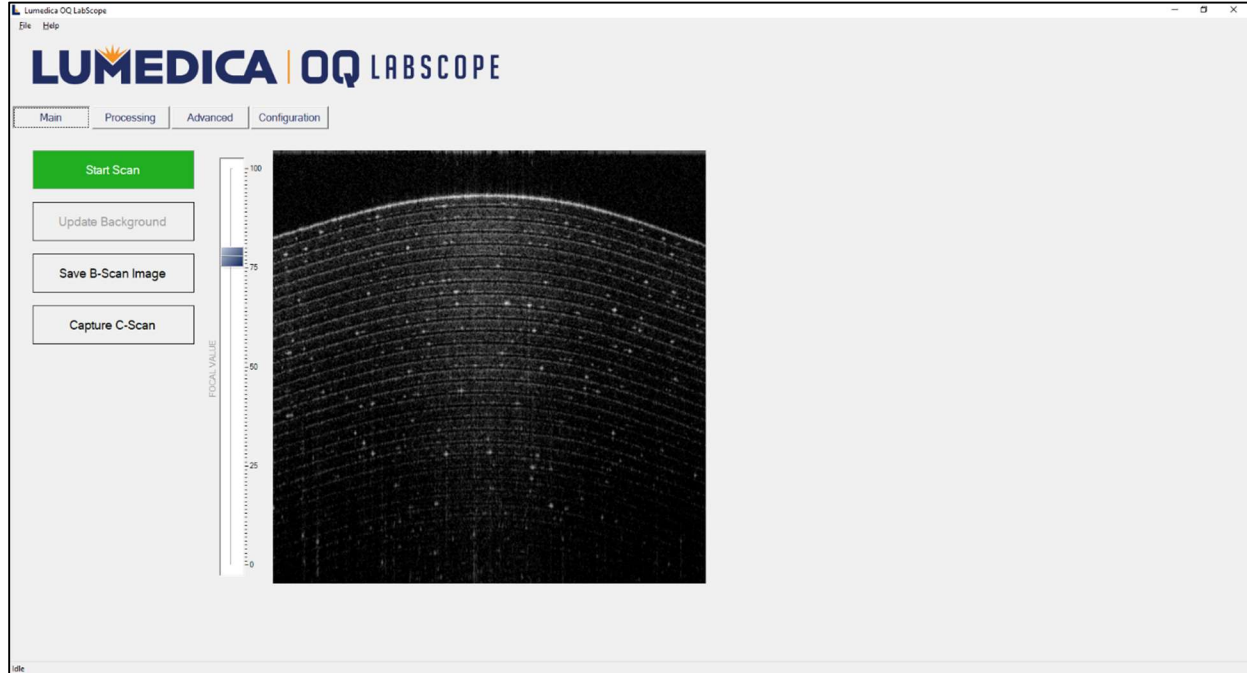 Lumedica OQ LabScope
File Help
LUMEDICA | OQ LABSCOPE
Main Processing Advanced Configuration
Start Scan
Update Background
Save B-Scan Image
Capture C-Scan
FOCAL VALUE
100
75
50
25
0
Idle